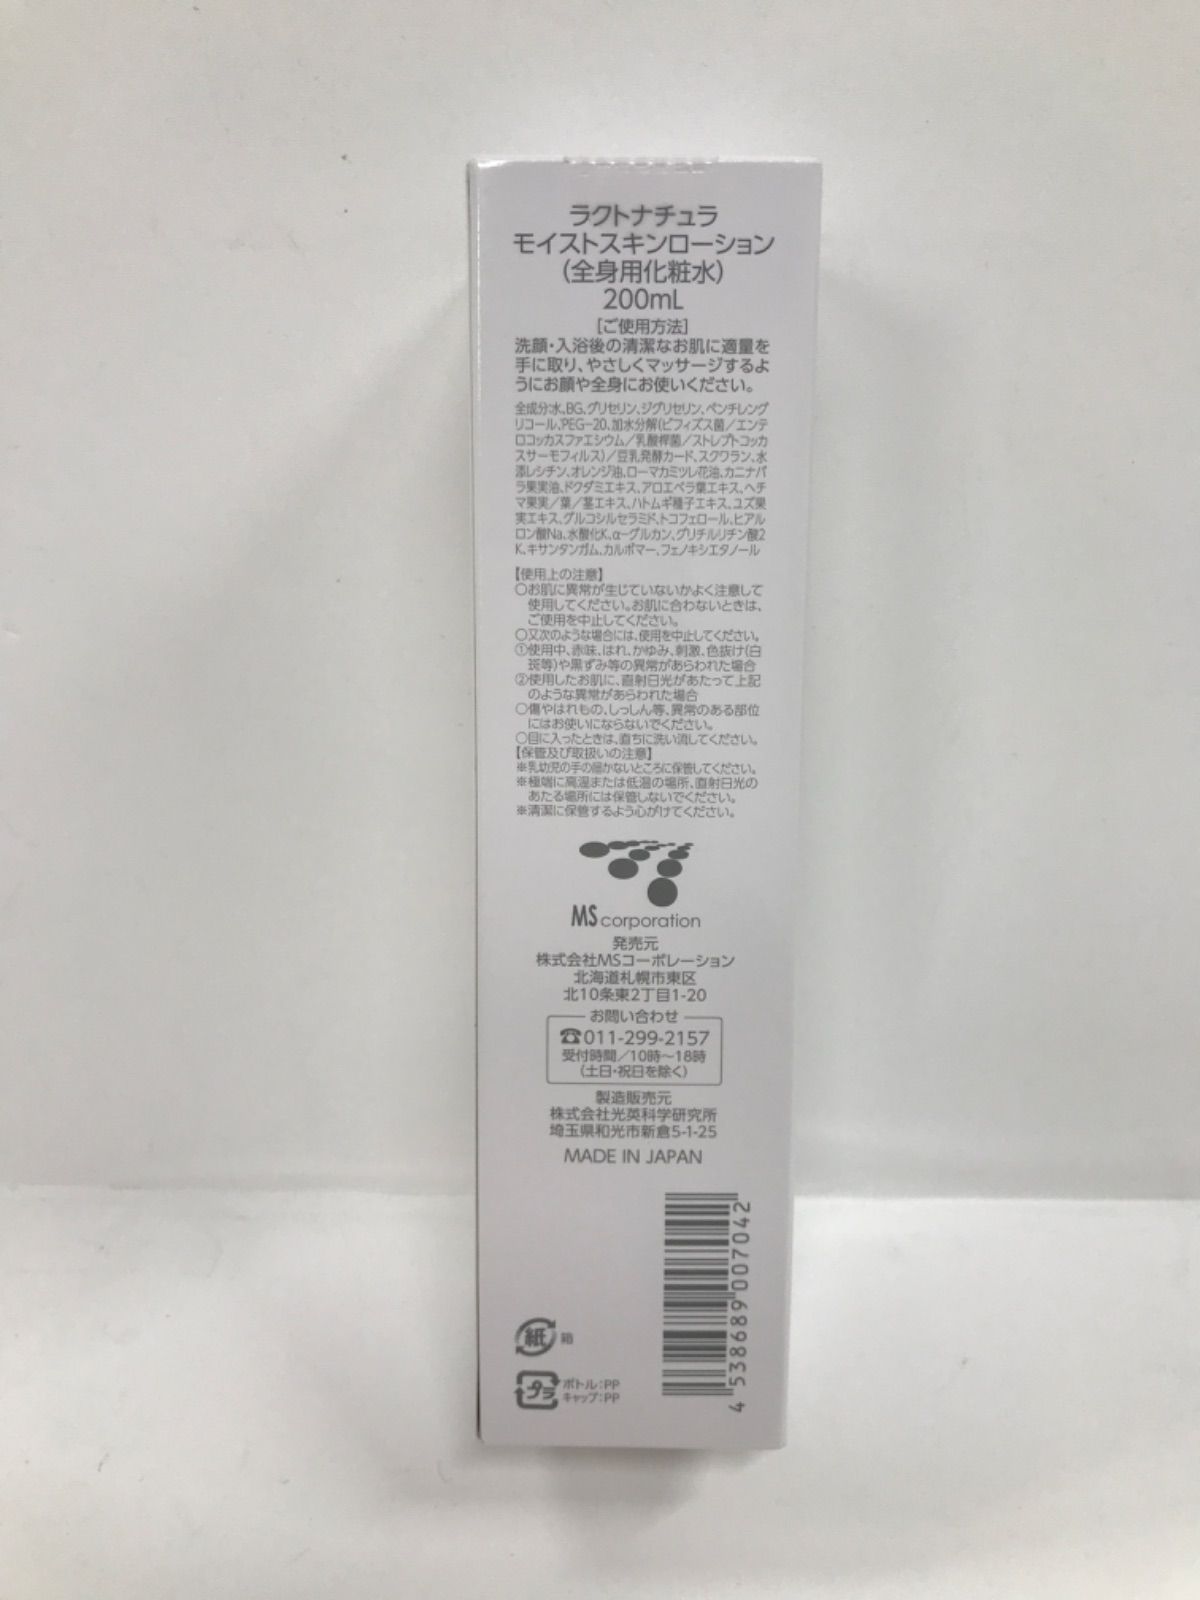 ラクトナチュラ
モイストスキンローション
(全身用化粧水)
200mL
[ご使用方法]
洗顔・入浴後の清潔なお肌に適量を
手に取り、やさしくマッサージするよ
うにお顔や全身にお使いください。
全成分:水、BG、グリセリン、ジグリセリン、ペンチレング
リコール、PEG-20、加水分解(ビフィズス菌/エンテ
ロコッカスファエシウム/乳酸桿菌/ストレプトコッカ
スサーモフィルス)/豆乳発酵カード、スクワラン、水
添レシチン、オレンジ油、ローマカミツレ花油、カニナバ
ラ果実油、ドクダミエキス、アロエベラ葉エキス、ヘチ
マ果実/葉/茎エキス、ハトムギ種子エキス、ユズ果
実エキス、グルコシルセラミド、トコフェロール、ヒアル
ロン酸Na、水酸化K、α-グルカン、グリチルリチン酸2
K、キサンタンガム、カルボマー、フェノキシエタノール
【使用上の注意】
○お肌に異常が生じていないかよく注意して
使用してください。お肌に合わないときは、
ご使用を中止してください。
○又次のような場合には、使用を中止してください。
①使用中、赤味、はれ、かゆみ、刺激、色抜け(白
斑等)や黒ずみ等の異常があらわれた場合
②使用したお肌に、直射日光があたって上記
のような異常があらわれた場合
○傷やはれもの、しっしん等、異常のある部位
にはお使いにならないでください。
○目に入ったときは、直ちに洗い流してください。
【保管及び取扱いの注意】
※乳幼児の手の届かないところに保管してください。
※極端に高温または低温の場所、直射日光の
あたる場所には保管しないでください。
※清潔に保管するよう心がけてください。
MS corporation
発売元
株式会社MSコーポレーション
北海道札幌市東区
北10条東2丁目1-20
お問い合わせ
☎011-299-2157
受付時間/10時〜18時
(土日・祝日を除く)
製造販売元
株式会社光英科学研究所
埼玉県和光市新倉5-1-25
MADE IN JAPAN
4 538689 007042
紙 箱
プラ ボトル:PP
キャップ:PP